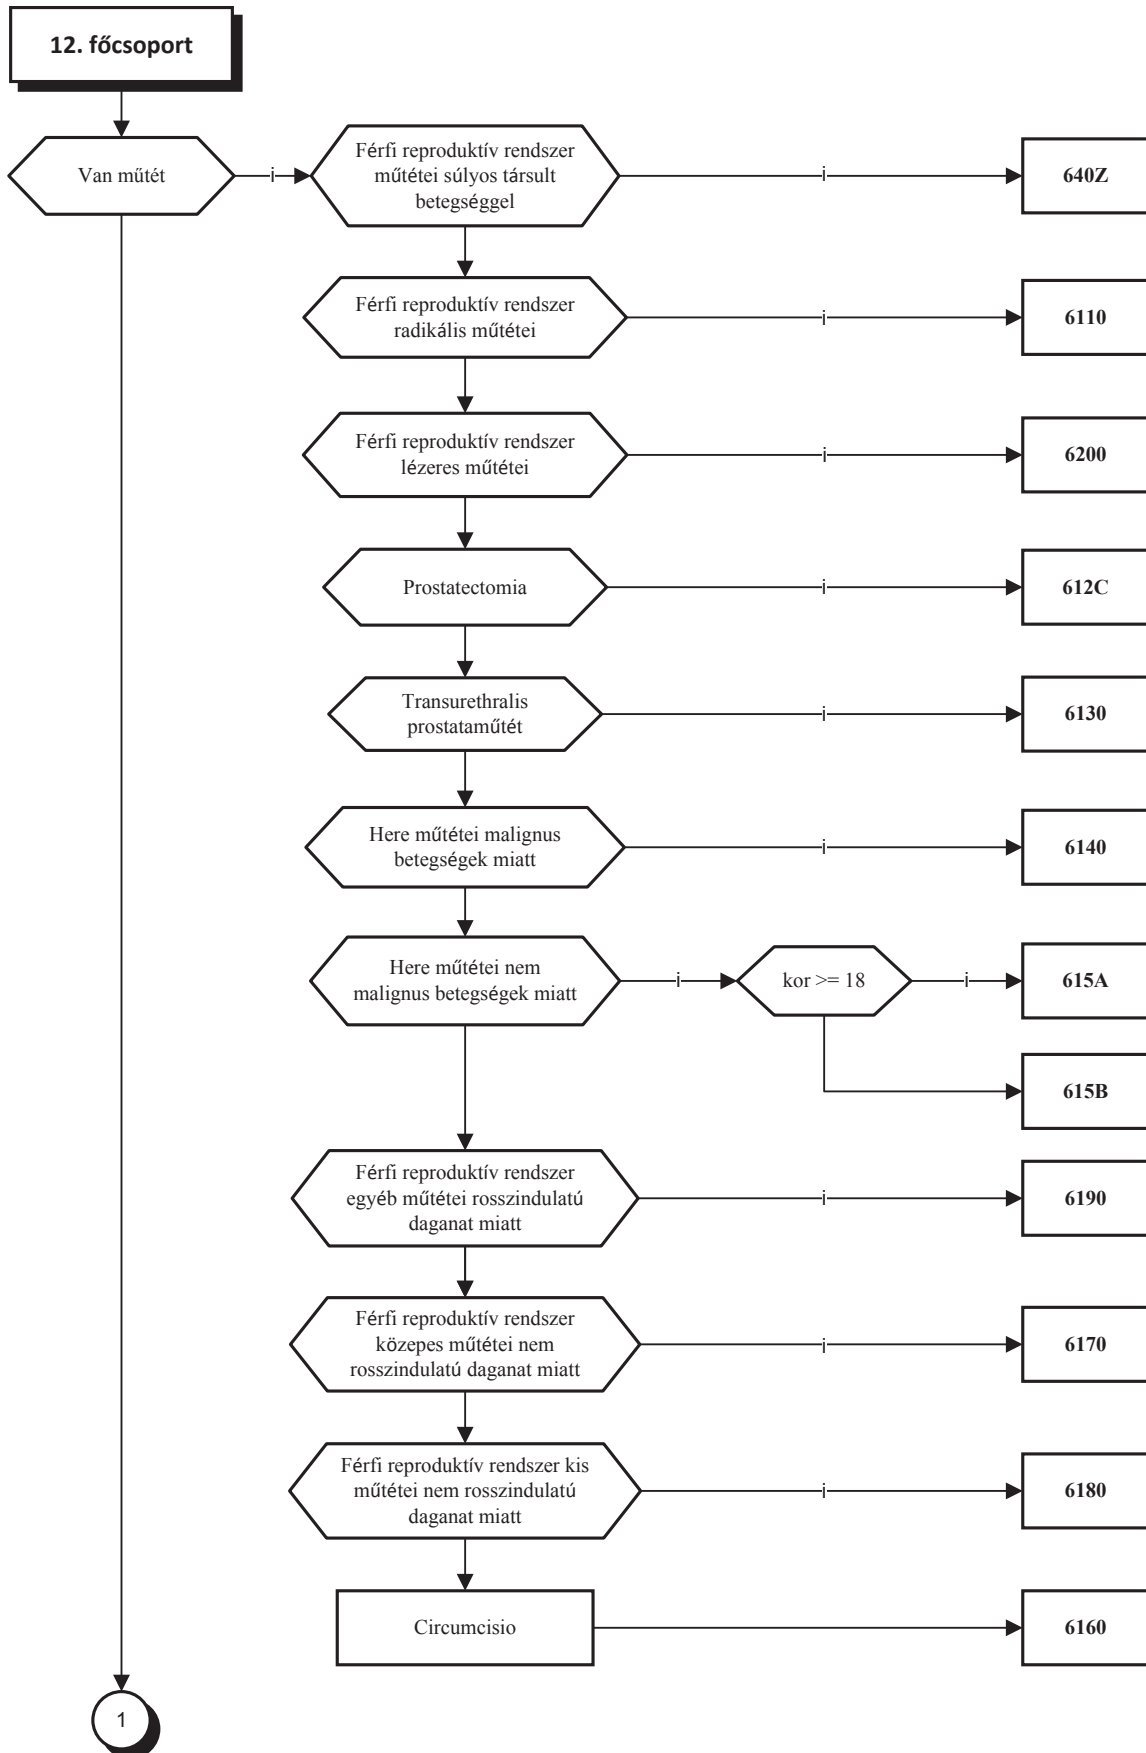 12. főcsoport
Van műtét
i
Férfi reproduktív rendszer
műtétei súlyos társult
betegséggel
i
640Z
Férfi reproduktív rendszer
radikális műtétei
i
6110
Férfi reproduktív rendszer
lézeres műtétei
i
6200
Prostatectomia
i
612C
Transurethralis
prostataműtét
i
6130
Here műtétei malignus
betegségek miatt
i
6140
Here műtétei nem
malignus betegségek miatt
i
kor >= 18
i
615A
615B
Férfi reproduktív rendszer
egyéb műtétei rosszindulatú
daganat miatt
i
6190
Férfi reproduktív rendszer
közepes műtétei nem
rosszindulatú daganat miatt
i
6170
Férfi reproduktív rendszer kis
műtétei nem rosszindulatú
daganat miatt
i
6180
Circumcisio
6160
1